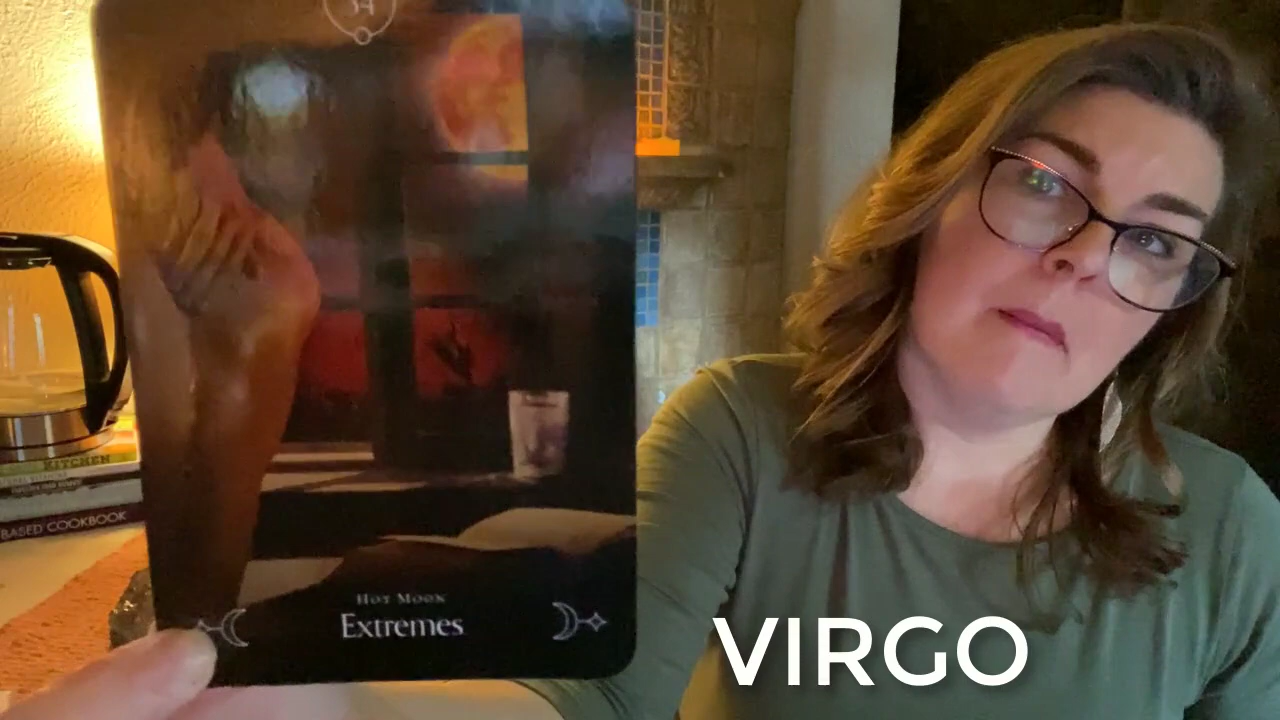 34
HOT MOON
Extremes
KITCHEN
BASED COOKBOOK
VIRGO